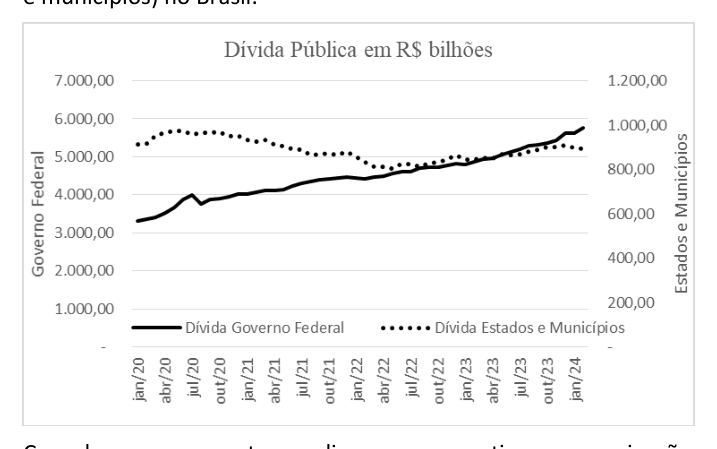 e municípios) no Brasil.
Dívida Pública em R$ bilhões
7.000,00
6.000,00
5.000,00
4.000,00
3.000,00
2.000,00
1.000,00
-
Governo Federal
1.200,00
1.000,00
800,00
600,00
400,00
200,00
-
Estados e Municípios
Dívida Governo Federal
Dívida Estados e Municípios
jan/20
abr/20
jul/20
out/20
jan/21
abr/21
jul/21
out/21
jan/22
abr/22
jul/22
out/22
jan/23
abr/23
jul/23
out/23
jan/24